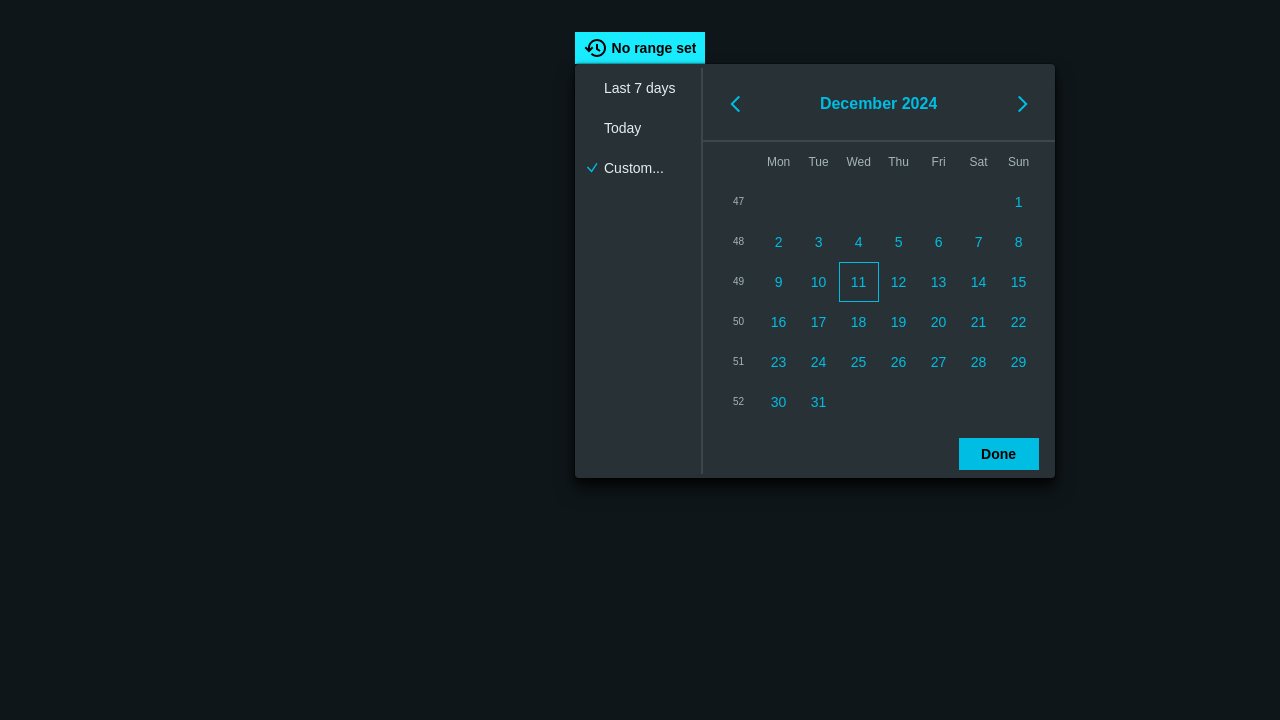 No range set
Last 7 days
Today
Custom...
December 2024
Mon Tue Wed Thu Fri Sat Sun
47 1
48 2 3 4 5 6 7 8
49 9 10 11 12 13 14 15
50 16 17 18 19 20 21 22
51 23 24 25 26 27 28 29
52 30 31
Done